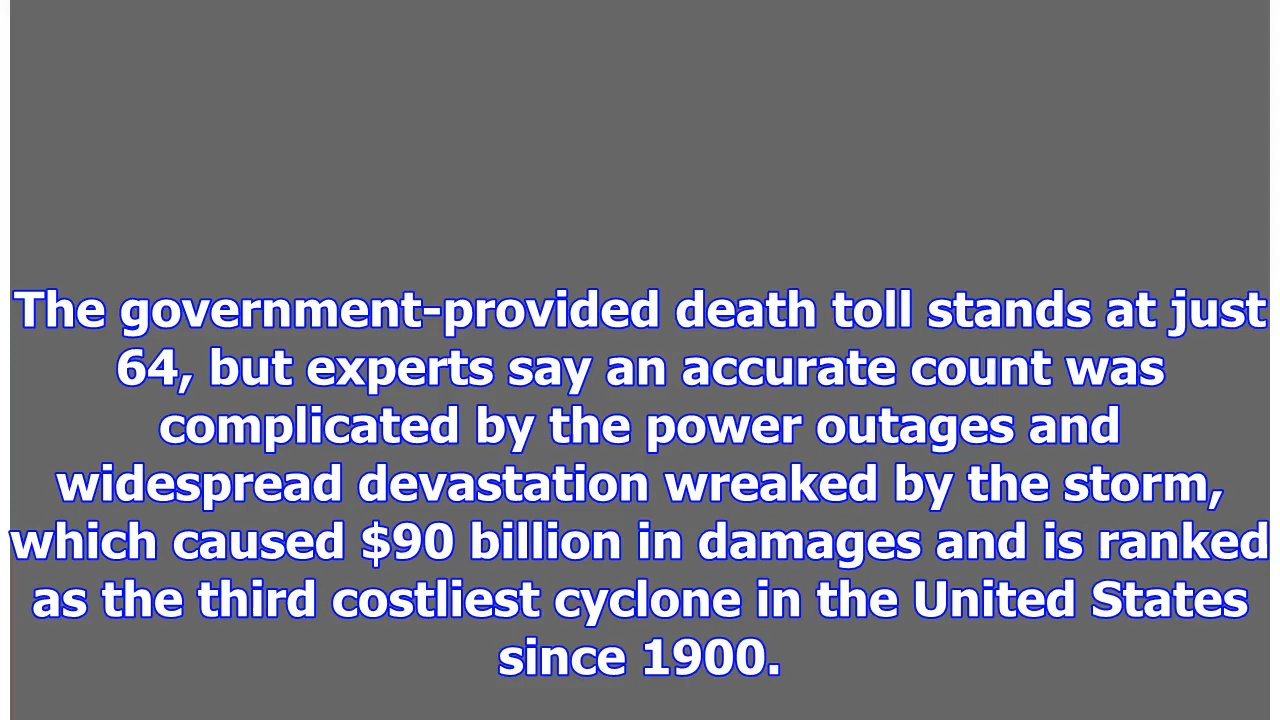 The government-provided death toll stands at just
64, but experts say an accurate count was
complicated by the power outages and
widespread devastation wreaked by the storm,
which caused $90 billion in damages and is ranked
as the third costliest cyclone in the United States
since 1900.